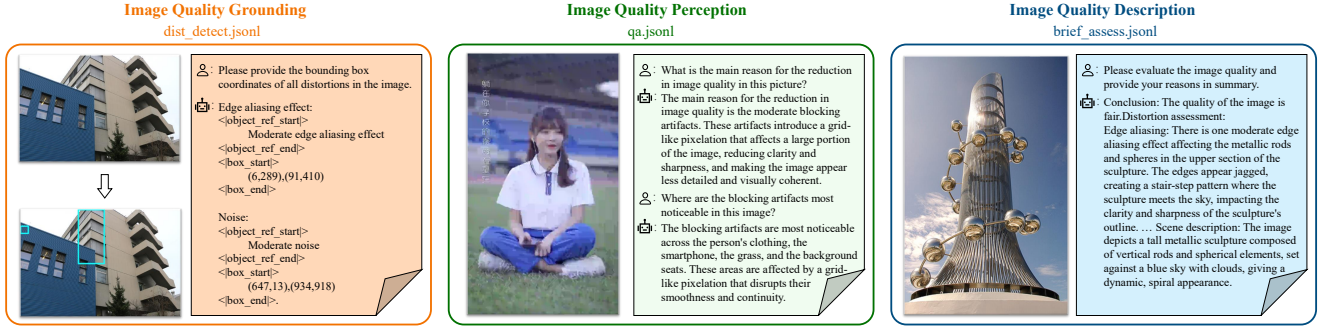 Image Quality Grounding
dist_detect.jsonl
Please provide the bounding box
coordinates of all distortions in the image.
Edge aliasing effect:
<|object_ref_start|>
Moderate edge aliasing effect
<|object_ref_end|>
<|box_start|>
(6,289),(91,410)
<|box_end|>
Noise:
<|object_ref_start|>
Moderate noise
<|object_ref_end|>
<|box_start|>
(647,13),(934,918)
<|box_end|>.
Image Quality Perception
qa.jsonl
What is the main reason for the reduction
in image quality in this picture?
The main reason for the reduction in
image quality is the moderate blocking
artifacts. These artifacts introduce a grid-
like pixelation that affects a large portion
of the image, reducing clarity and
sharpness, and making the image appear
less detailed and visually coherent.
Where are the blocking artifacts most
noticeable in this image?
The blocking artifacts are most noticeable
across the person's clothing, the
smartphone, the grass, and the background
seats. These areas are affected by a grid-
like pixelation that disrupts their
smoothness and continuity.
Image Quality Description
brief_assess.jsonl
Please evaluate the image quality and
provide your reasons in summary.
Conclusion: The quality of the image is
fair.Distortion assessment:
Edge aliasing: There is one moderate edge
aliasing effect affecting the metallic rods
and spheres in the upper section of the
sculpture. The edges appear jagged,
creating a stair-step pattern where the
sculpture meets the sky, impacting the
clarity and sharpness of the sculpture's
outline. … Scene description: The image
depicts a tall metallic sculpture composed
of vertical rods and spherical elements, set
against a blue sky with clouds, giving a
dynamic, spiral appearance.